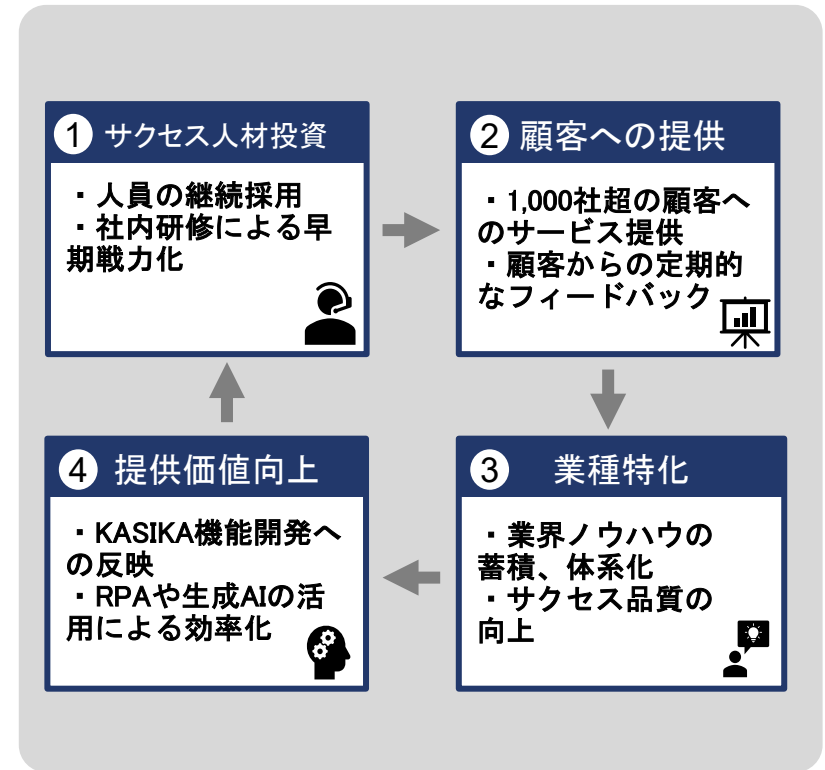 ① サクセス人材投資
・人員の継続採用
・社内研修による早
期戦力化
② 顧客への提供
・1,000社超の顧客へ
のサービス提供
・顧客からの定期的
なフィードバック
③ 業種特化
・業界ノウハウの
蓄積、体系化
・サクセス品質の
向上
④ 提供価値向上
・KASIKA機能開発へ
の反映
・RPAや生成AIの活
用による効率化